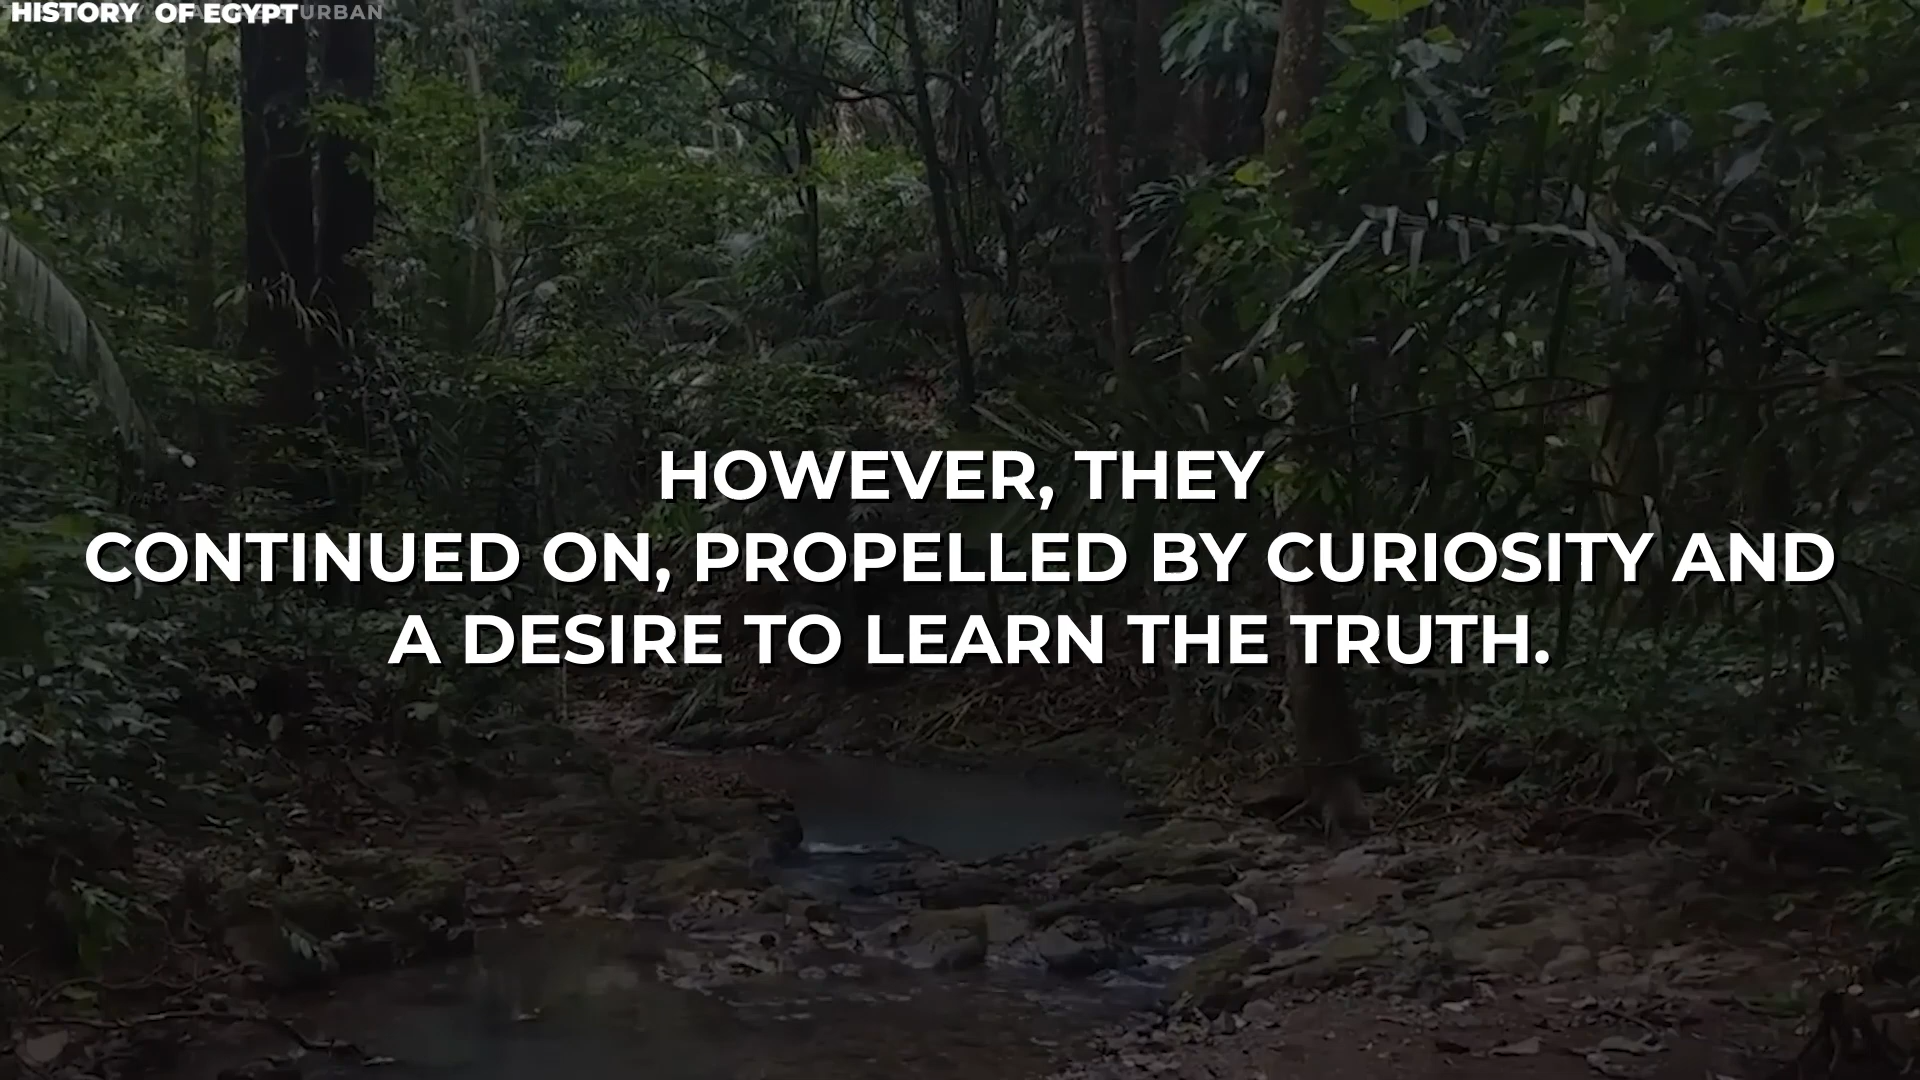 HISTORY OF EGYPT URBAN
HOWEVER, THEY
CONTINUED ON, PROPELLED BY CURIOSITY AND
A DESIRE TO LEARN THE TRUTH.